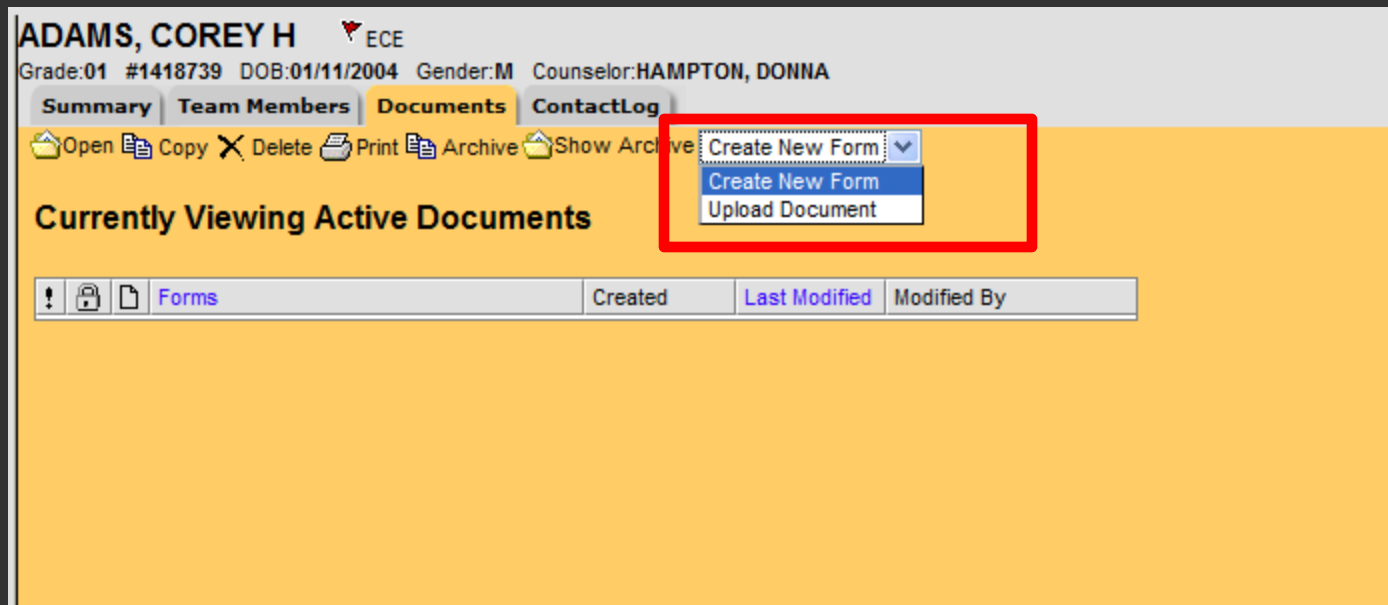 ADAMS, COREY H ECE
Grade:01 #1418739 DOB:01/11/2004 Gender:M Counselor:HAMPTON, DONNA
Summary Team Members Documents ContactLog
Open Copy Delete Print Archive Show Archive Create New Form
Create New Form
Upload Document
Currently Viewing Active Documents
! Forms Created Last Modified Modified By